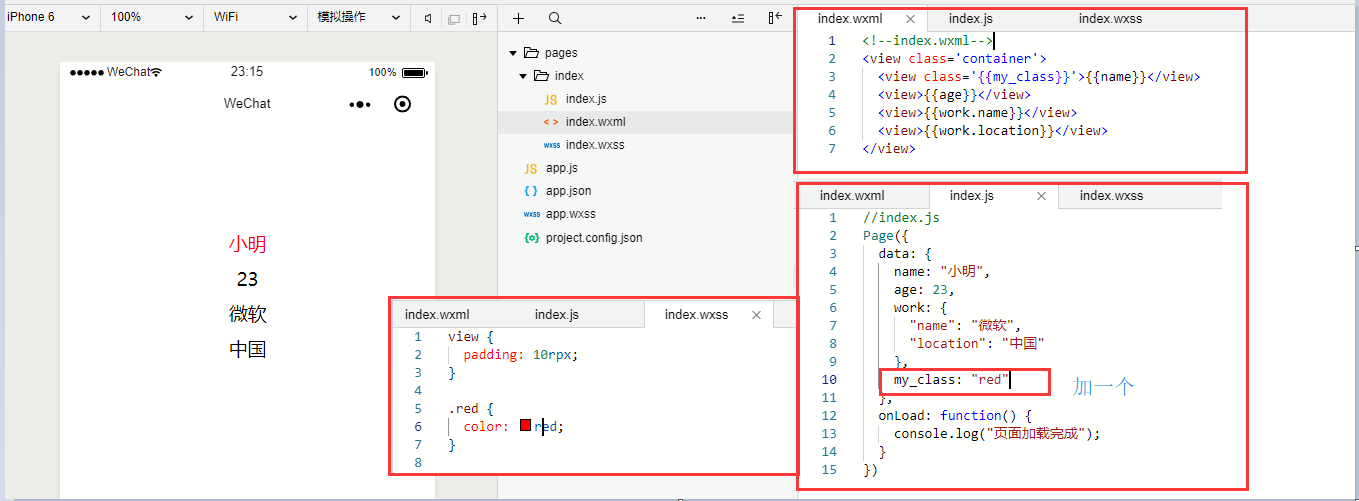 iPhone 6 100% WiFi 模拟操作
WeChat 23:15 100%
WeChat
小明
23
微软
中国
pages
index
JS index.js
< > index.wxml
wxss index.wxss
JS app.js
{ } app.json
wxss app.wxss
{o} project.config.json
index.wxml index.js index.wxss
1 <!--index.wxml-->
2 <view class='container'>
3 <view class='{{my_class}}'>{{name}}</view>
4 <view>{{age}}</view>
5 <view>{{work.name}}</view>
6 <view>{{work.location}}</view>
7 </view>
index.wxml index.js index.wxss
1 //index.js
2 Page({
3 data: {
4 name: "小明",
5 age: 23,
6 work: {
7 "name": "微软",
8 "location": "中国"
9 },
10 my_class: "red"
11 },
12 onLoad: function() {
13 console.log("页面加载完成");
14 }
15 })
加一个
index.wxml index.js index.wxss
1 view {
2 padding: 10rpx;
3 }
4
5 .red {
6 color: red;
7 }
8